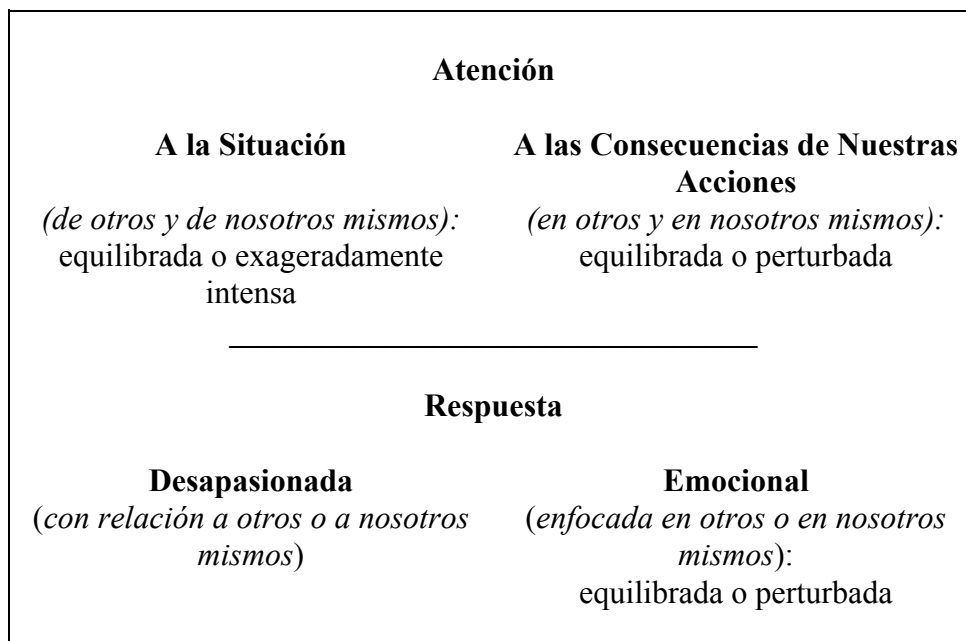 Atención
A la Situación
(de otros y de nosotros mismos):
equilibrada o exageradamente
intensa
A las Consecuencias de Nuestras
Acciones
(en otros y en nosotros mismos):
equilibrada o perturbada
Respuesta
Desapasionada
(con relación a otros o a nosotros
mismos)
Emocional
(enfocada en otros o en nosotros
mismos):
equilibrada o perturbada